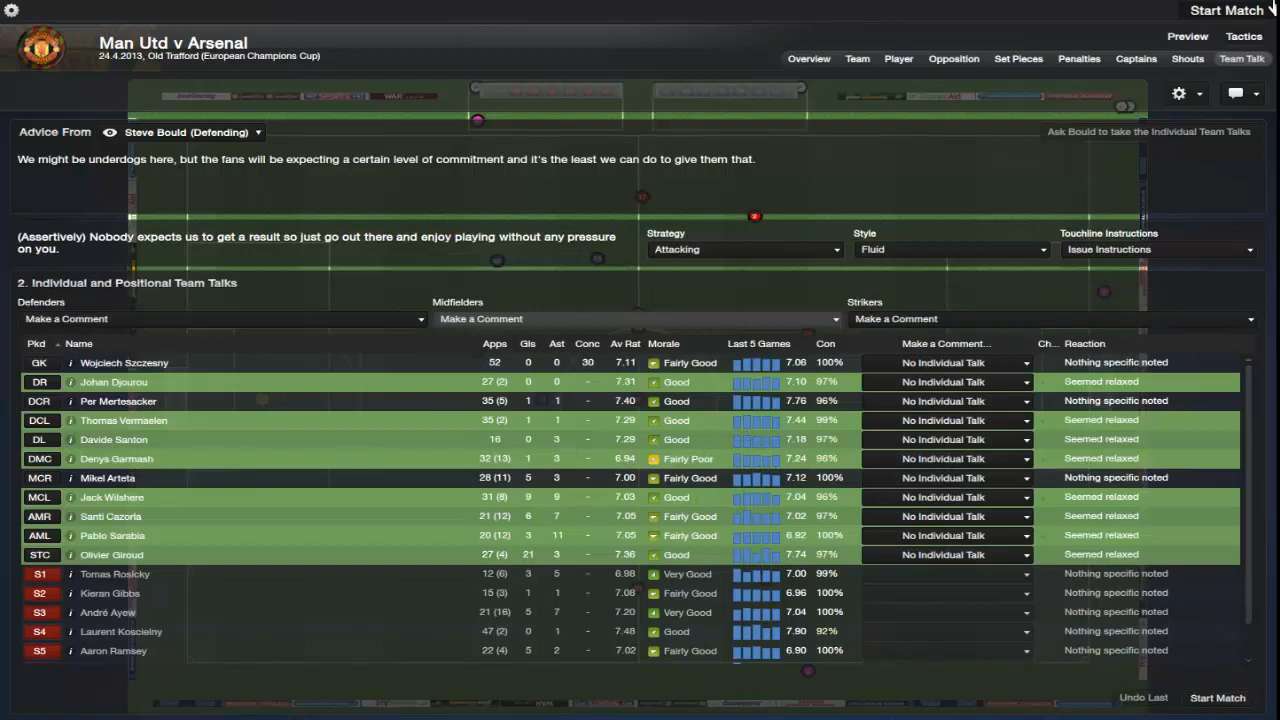 Start Match
Man Utd v Arsenal
24.4.2013, Old Trafford (European Champions Cup)
Preview Tactics
Overview Team Player Opposition Set Pieces Penalties Captains Shouts Team Talk
Advice From Steve Bould (Defending)
Ask Bould to take the Individual Team Talks
We might be underdogs here, but the fans will be expecting a certain level of commitment and it's the least we can do to give them that.
(Assertively) Nobody expects us to get a result so just go out there and enjoy playing without any pressure on you.
Strategy Style Touchline Instructions
Attacking Fluid Issue Instructions
2. Individual and Positional Team Talks
Defenders Midfielders Strikers
Make a Comment Make a Comment Make a Comment
Pkd Name Apps Gls Ast Conc Av Rat Morale Last 5 Games Con Make a Comment... Ch... Reaction
GK i Wojciech Szczesny 52 0 0 30 7.11 Fairly Good 7.06 100% No Individual Talk Nothing specific noted
DR i Johan Djourou 27 (2) 0 0 - 7.31 Good 7.10 97% No Individual Talk Seemed relaxed
DCR i Per Mertesacker 35 (5) 1 1 - 7.40 Good 7.76 96% No Individual Talk Nothing specific noted
DCL i Thomas Vermaelen 35 (2) 1 1 - 7.29 Good 7.44 99% No Individual Talk Seemed relaxed
DL i Davide Santon 16 0 3 - 7.29 Good 7.18 97% No Individual Talk Seemed relaxed
DMC i Denys Garmash 32 (13) 1 3 - 6.94 Fairly Poor 7.24 96% No Individual Talk Seemed relaxed
MCR i Mikel Arteta 28 (11) 5 3 - 7.00 Fairly Good 7.12 100% No Individual Talk Nothing specific noted
MCL i Jack Wilshere 31 (8) 9 9 - 7.03 Good 7.04 96% No Individual Talk Seemed relaxed
AMR i Santi Cazorla 21 (12) 6 7 - 7.05 Fairly Good 7.02 97% No Individual Talk Seemed relaxed
AML i Pablo Sarabia 20 (12) 3 11 - 7.05 Fairly Good 6.92 100% No Individual Talk Seemed relaxed
STC i Olivier Giroud 27 (4) 21 3 - 7.36 Good 7.74 97% No Individual Talk Seemed relaxed
S1 i Tomas Rosicky 12 (6) 4 5 - 6.98 Very Good 7.00 99% Nothing specific noted
S2 i Kieran Gibbs 15 (3) 1 1 - 7.08 Fairly Good 6.96 100% Nothing specific noted
S3 i André Ayew 21 (16) 5 7 - 7.20 Very Good 7.04 100% Nothing specific noted
S4 i Laurent Koscielny 47 (2) 0 1 - 7.48 Good 7.90 92% Nothing specific noted
S5 i Aaron Ramsey 22 (4) 5 2 - 7.02 Fairly Good 6.90 100% Nothing specific noted
Undo Last Start Match